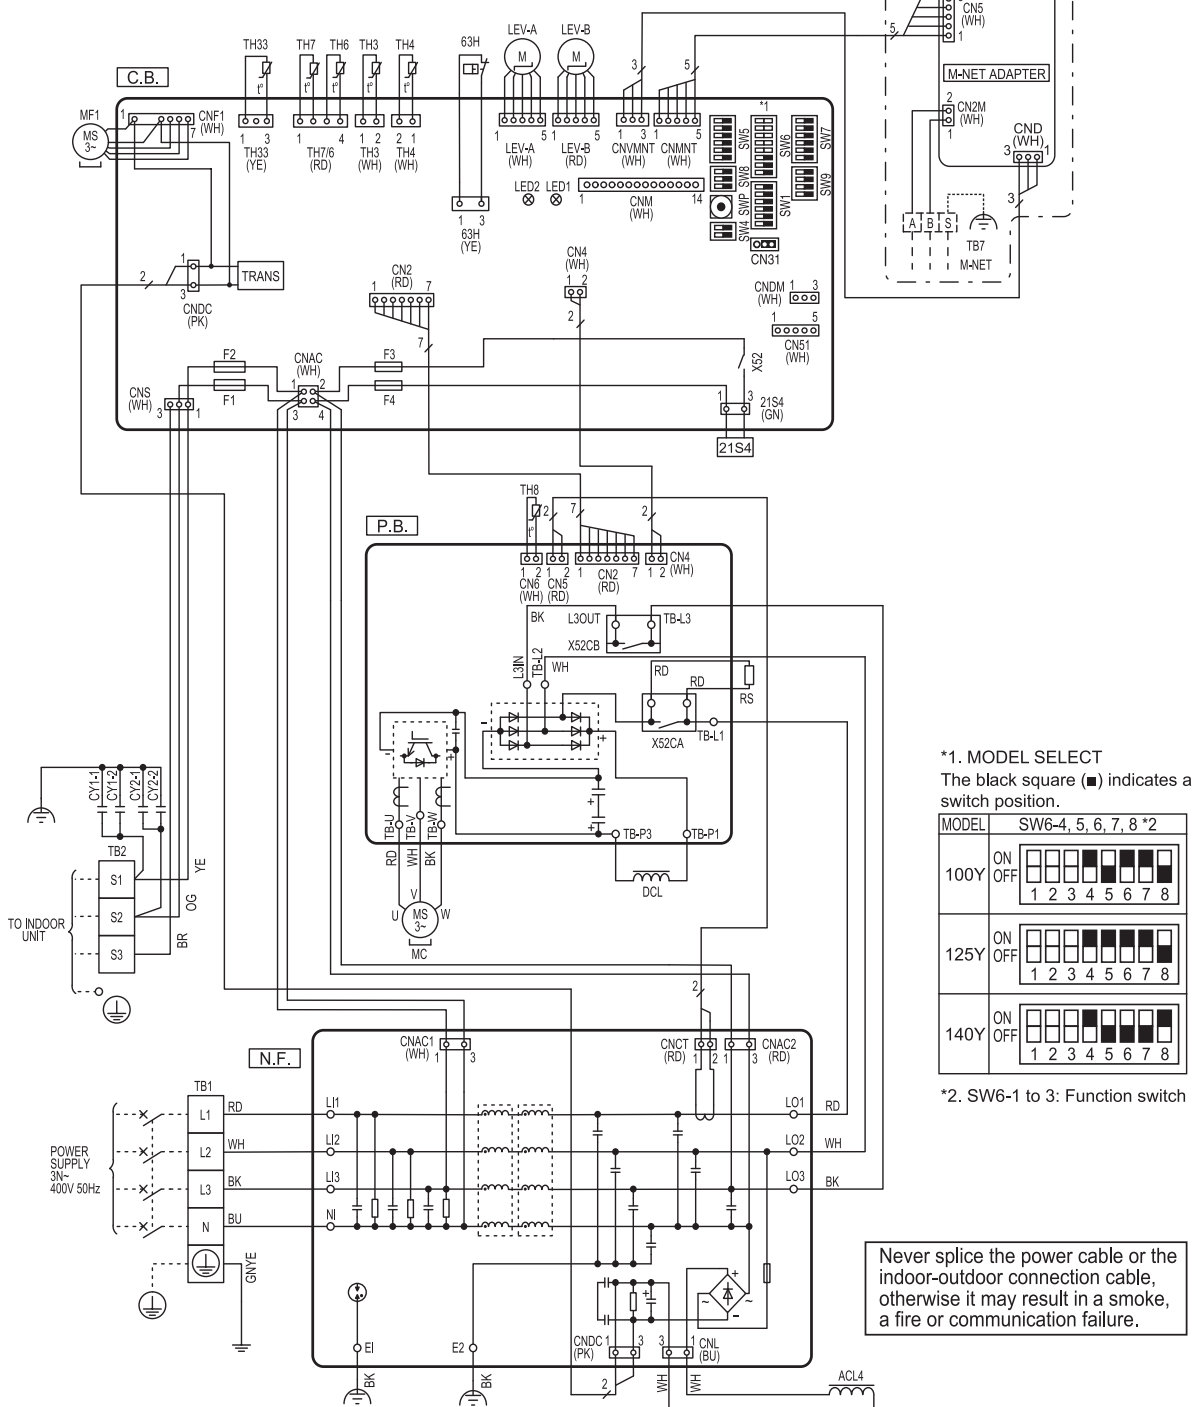 LEV-A LEV-B
CN5
(WH)
5 1
TH33 TH7 TH6 TH3 TH4 63H
M M
3 5
t° t° t° t° t°
C.B.
M-NET ADAPTER
MF1
MS
3~
1 7
CNF1
(WH)
1 3
TH33
(YE)
1 4
TH7/6
(RD)
1 2
TH3
(WH)
2 1
TH4
(WH)
1 5
LEV-A
(WH)
1 5
LEV-B
(RD)
1 3
CNVMNT
(WH)
1 5
CNMNT
(WH)
*1
SW5 SW6 SW7
SW8 SW9
SWP SW1
SW4
2
1
CN2M
(WH)
CND
(WH)
3 1
3
LED2 LED1
1 14
CNM
(WH)
1 3
63H
(YE)
CN31
A B S
TB7
M-NET
CN4
(WH)
1 2
2
CN2
(RD)
1 7
7
2
1
3
TRANS
CNDC
(PK)
CNDM
(WH)
1 3
1 5
CN51
(WH)
F2 F3
F1 F4
CNAC
(WH)
1 2
3 4
X52
CNS
(WH)
3 1
1 3
21S4
(GN)
21S4
P.B.
TH8
t°
2 7 2
1 2
CN6
(WH)
1 2
CN5
(RD)
1 7
CN2
(RD)
1 2
CN4
(WH)
BK
L3OUT TB-L3
X52CB
L3IN TB-L2
WH
RD
RD
RS
X52CA
TB-L1
- +
- +
+
+
TB-U TB-V TB-W
TB-P3 TB-P1
RD WH BK
DCL
U V W
MS
3~
MC
CY1-1 CY1-2 CY2-1 CY2-2
TB2
S1
S2
S3
YE
OG
BR
TO INDOOR
UNIT
*1. MODEL SELECT
The black square (■) indicates a
switch position.
MODEL SW6-4, 5, 6, 7, 8 *2
100Y ON
OFF
1 2 3 4 5 6 7 8
125Y ON
OFF
1 2 3 4 5 6 7 8
140Y ON
OFF
1 2 3 4 5 6 7 8
*2. SW6-1 to 3: Function switch
2
N.F.
CNAC1
(WH)
1 3
CNCT
(RD)
1 2
1 3
CNAC2
(RD)
TB1
L1 RD LI1 LO1 RD
L2 WH LI2 LO2 WH
L3 BK LI3 LO3 BK
N BU NI
POWER
SUPPLY
3N~
400V 50Hz
GNYE
EI E2
BK BK
+
+
~ ~
-
CNDC
(PK)
1 3
3 1
CNL
(BU)
2
WH WH
ACL4
Never splice the power cable or the
indoor-outdoor connection cable,
otherwise it may result in a smoke,
a fire or communication failure.